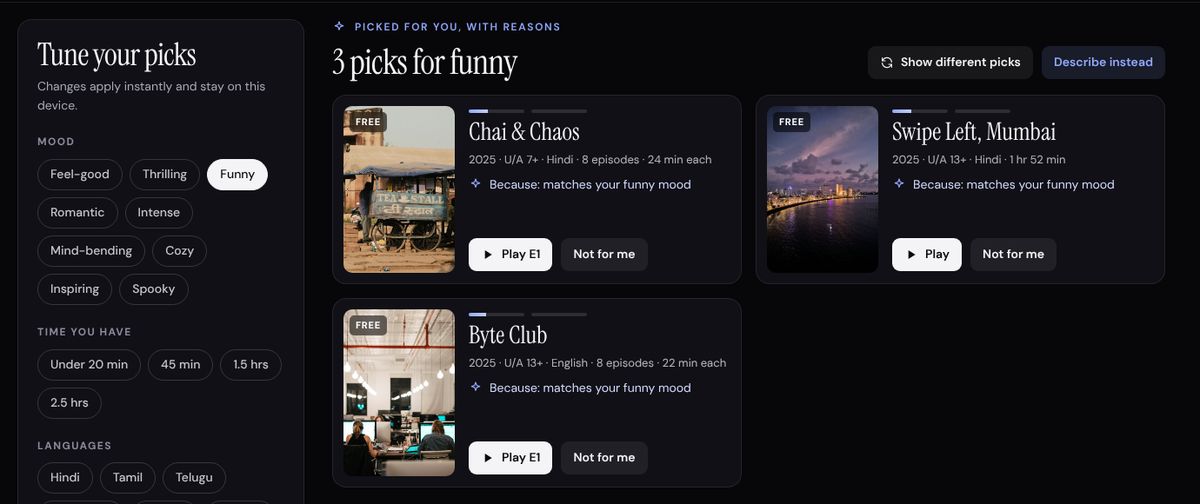 Tune your picks
Changes apply instantly and stay on this
device.
MOOD
Feel-good
Thrilling
Funny
Romantic
Intense
Mind-bending
Cozy
Inspiring
Spooky
TIME YOU HAVE
Under 20 min
45 min
1.5 hrs
2.5 hrs
LANGUAGES
Hindi
Tamil
Telugu
PICKED FOR YOU, WITH REASONS
3 picks for funny
Show different picks
Describe instead
FREE
TEA STALL
Chai & Chaos
2025 · U/A 7+ · Hindi · 8 episodes · 24 min each
Because: matches your funny mood
Play E1
Not for me
FREE
Swipe Left, Mumbai
2025 · U/A 13+ · Hindi · 1 hr 52 min
Because: matches your funny mood
Play
Not for me
FREE
Byte Club
2025 · U/A 13+ · English · 8 episodes · 22 min each
Because: matches your funny mood
Play E1
Not for me